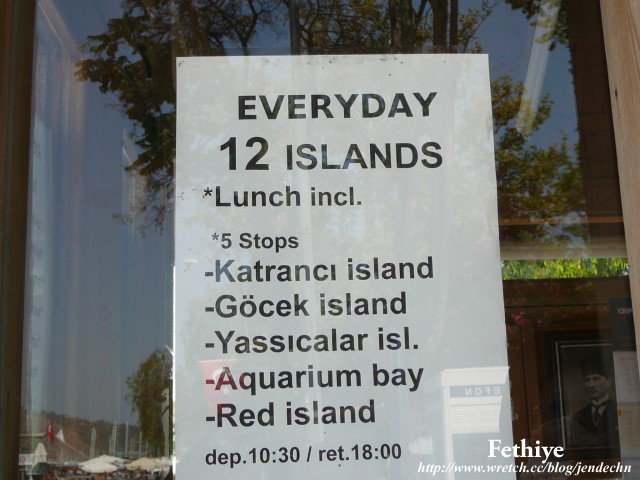 EVERYDAY
12 ISLANDS
*Lunch incl.
*5 Stops
-Katrancı island
-Göcek island
-Yassıcalar isl.
-Aquarium bay
-Red island
dep.10:30 / ret.18:00
Fethiye
http://www.wretch.cc/blog/jendechn